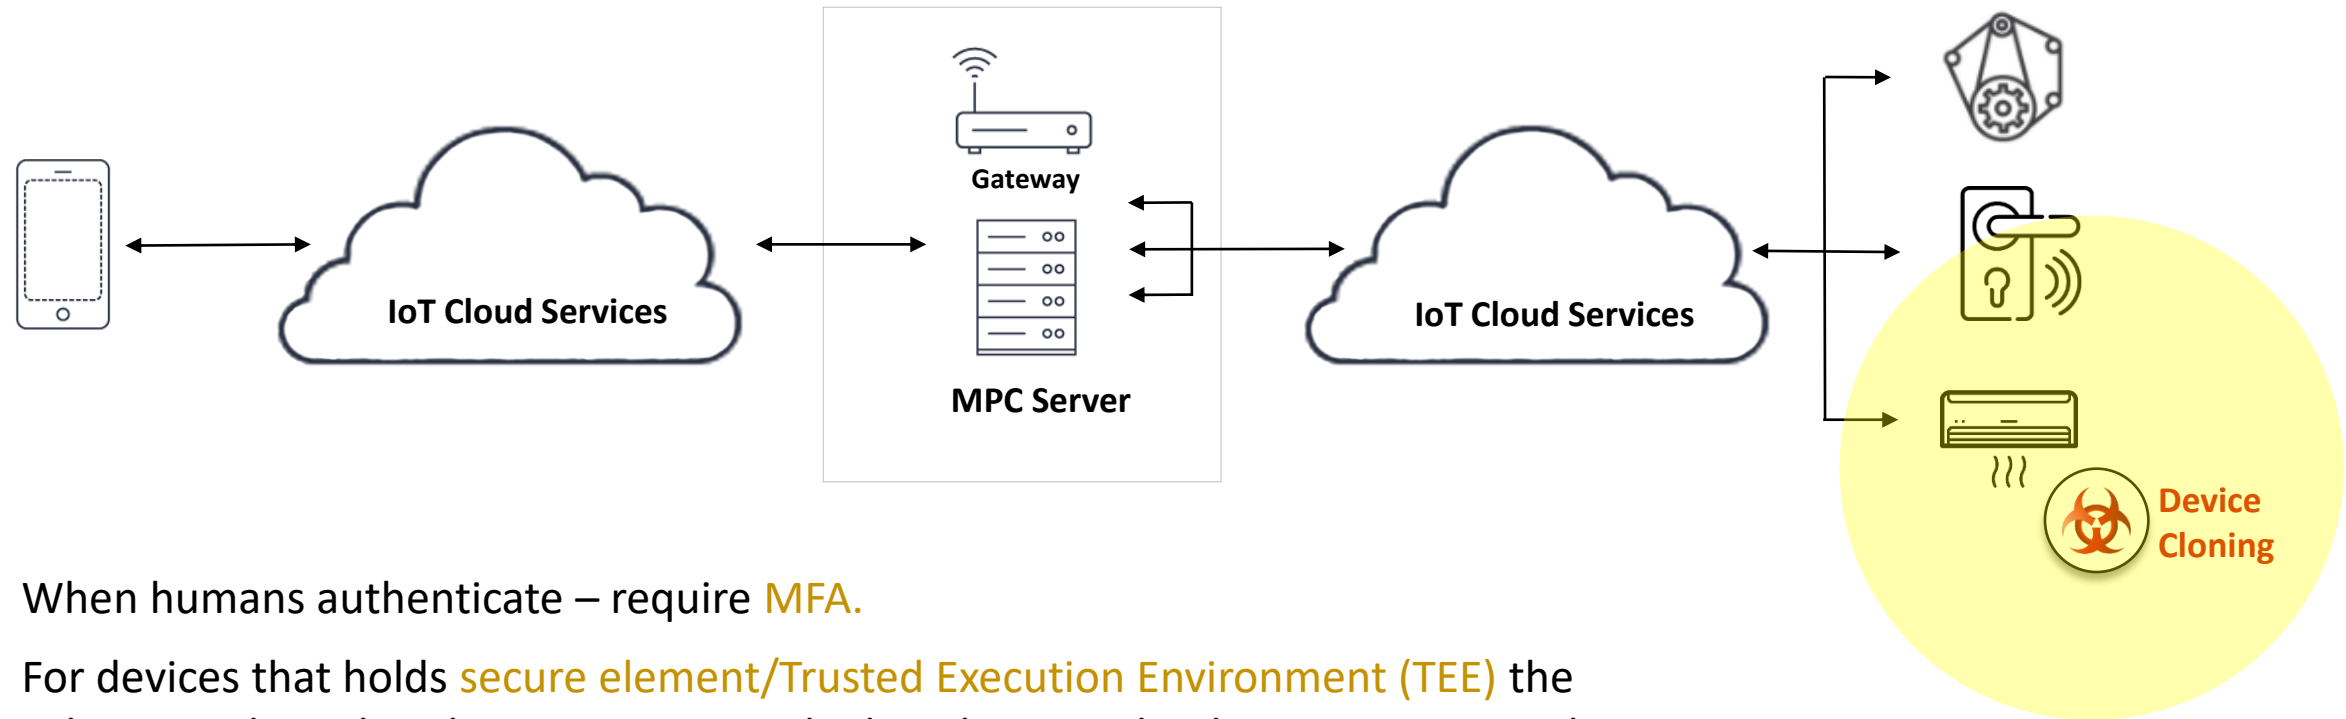 Gateway
IoT Cloud Services
IoT Cloud Services
MPC Server
Device
Cloning
When humans authenticate – require MFA.
For devices that holds secure element/Trusted Execution Environment (TEE) the